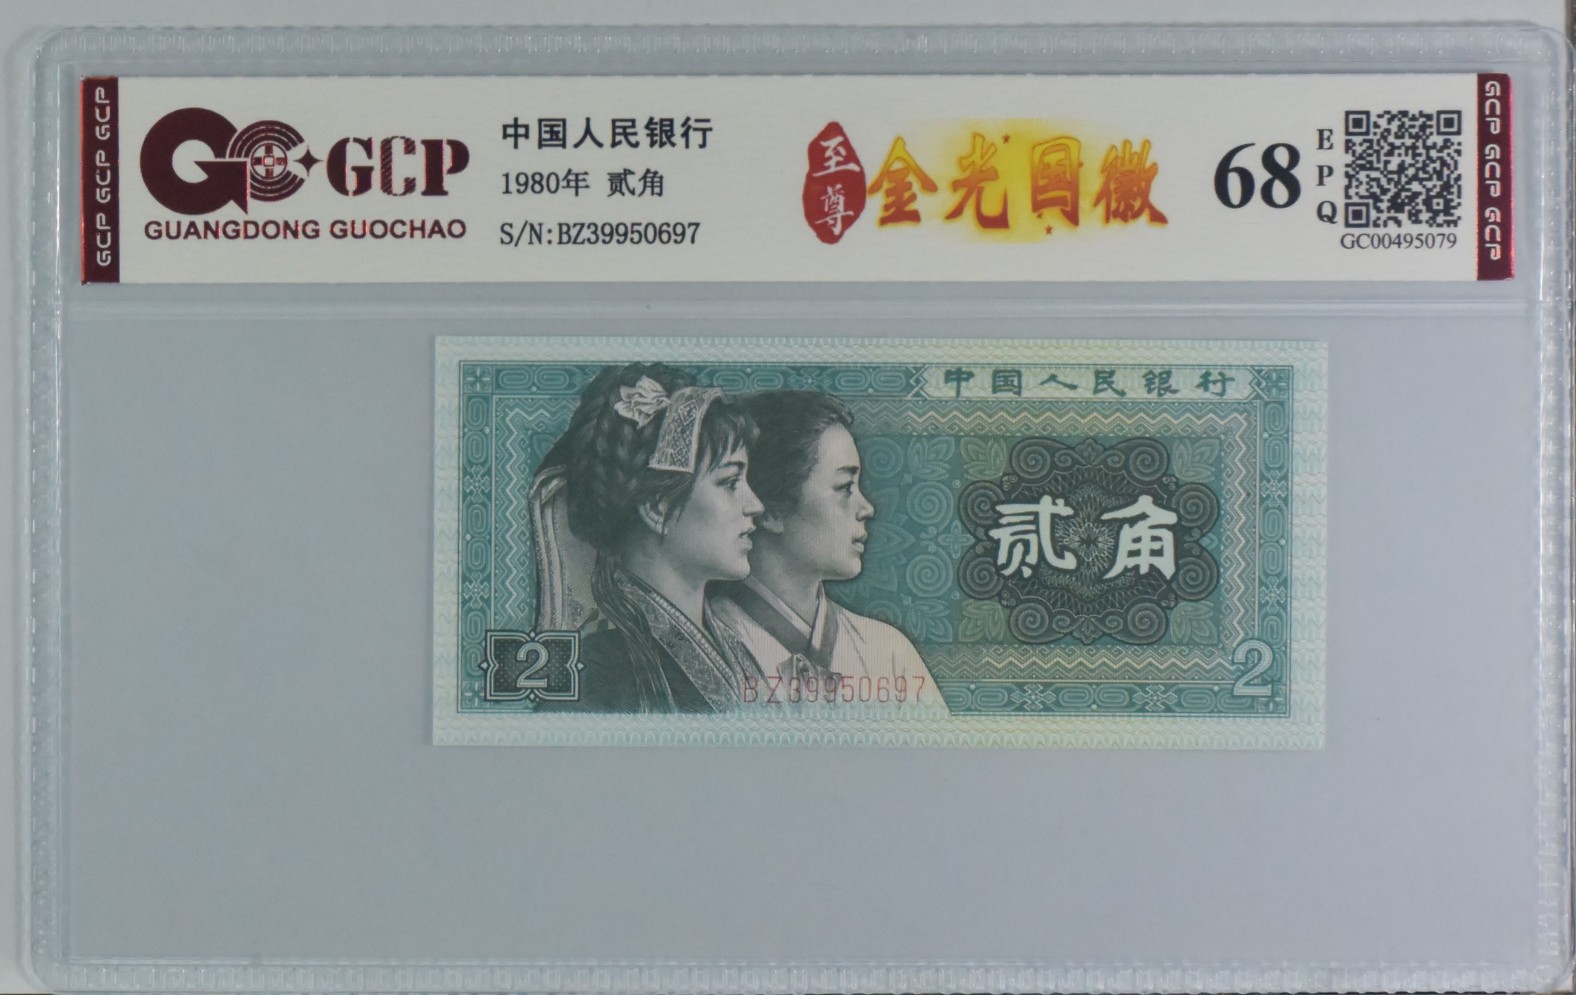 GCP GCP GCP
GCP
GUANGDONG GUOCHAO
中国人民银行
1980年 贰角
S/N:BZ39950697
至尊
金光国徽
68
EPQ
GC00495079
GCP GCP GCP
中国人民银行
贰角
2
BZ39950697
2